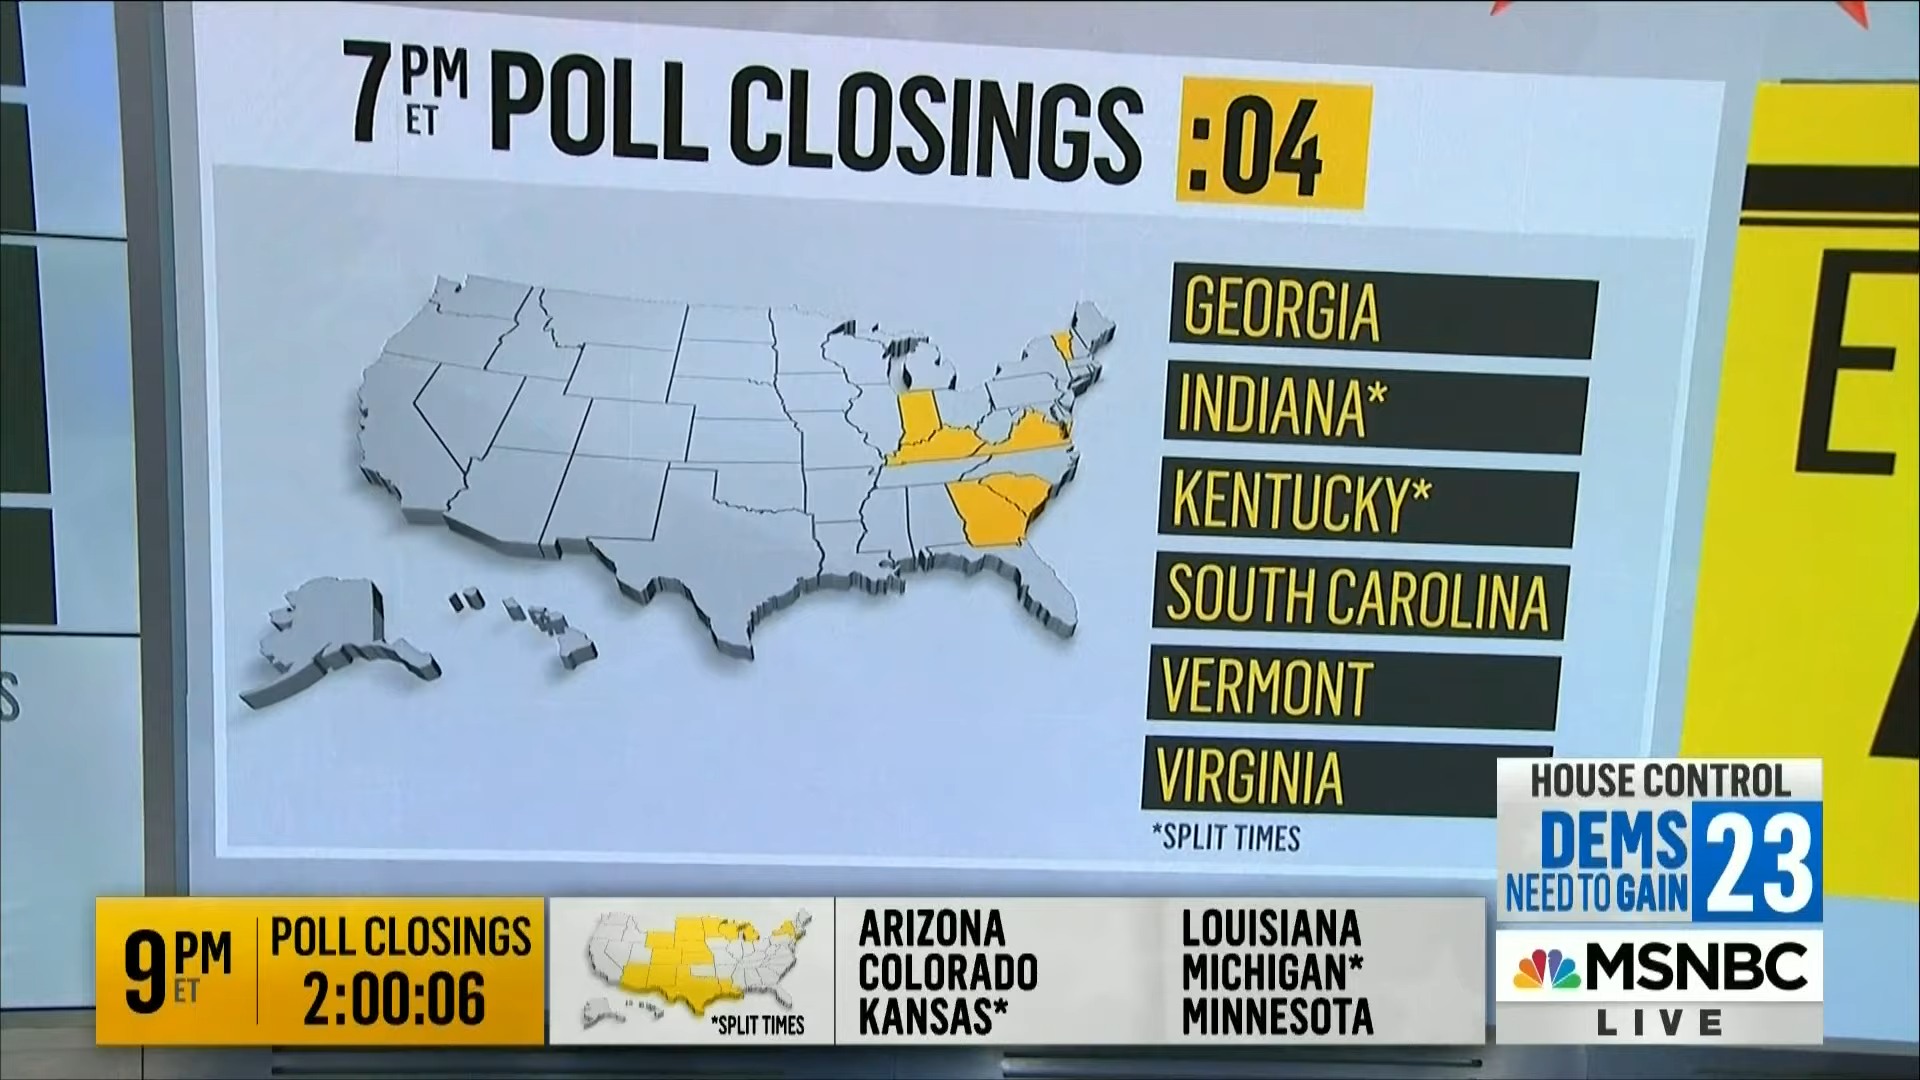 7 PM ET POLL CLOSINGS :04
GEORGIA
INDIANA*
KENTUCKY*
SOUTH CAROLINA
VERMONT
VIRGINIA
*SPLIT TIMES
HOUSE CONTROL
DEMS
NEED TO GAIN
23
MSNBC
LIVE
9 PM ET
POLL CLOSINGS
2:00:06
*SPLIT TIMES
ARIZONA
COLORADO
KANSAS*
LOUISIANA
MICHIGAN*
MINNESOTA